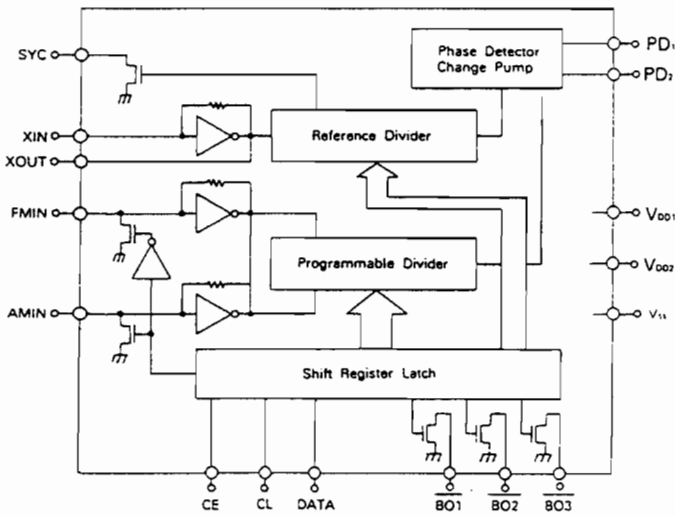 SYC
Phase Detector
Change Pump
PD₁
PD₂
XIN
Reference Divider
XOUT
FMIN
VDD1
Programmable Divider
VDD2
AMIN
VSS
Shift Register Latch
CE
CL
DATA
BO1
BO2
BO3